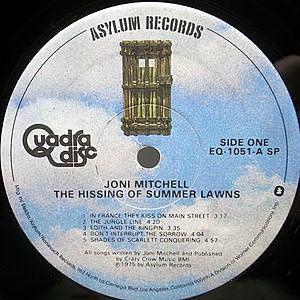 ASYLUM RECORDS
Quadradisc
SIDE ONE
EQ-1051-A SP
JONI MITCHELL
THE HISSING OF SUMMER LAWNS
1 IN FRANCE THEY KISS ON MAIN STREET 3:17
2 THE JUNGLE LINE 4:20
3 EDITH AND THE KINGPIN 3:35
4 DON'T INTERRUPT THE SORROW 4:04
5 SHADES OF SCARLETT CONQUERING 4:57
All songs written by Joni Mitchell and Published
by Crazy Crow Music BMI
℗ 1975 by Asylum Records